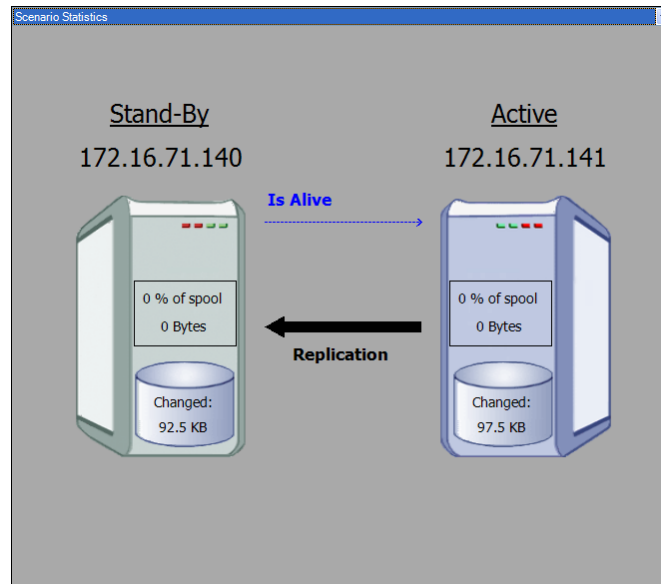 Scenario Statistics
Stand-By
172.16.71.140
Active
172.16.71.141
Is Alive
0 % of spool
0 Bytes
Replication
0 % of spool
0 Bytes
Changed:
92.5 KB
Changed:
97.5 KB